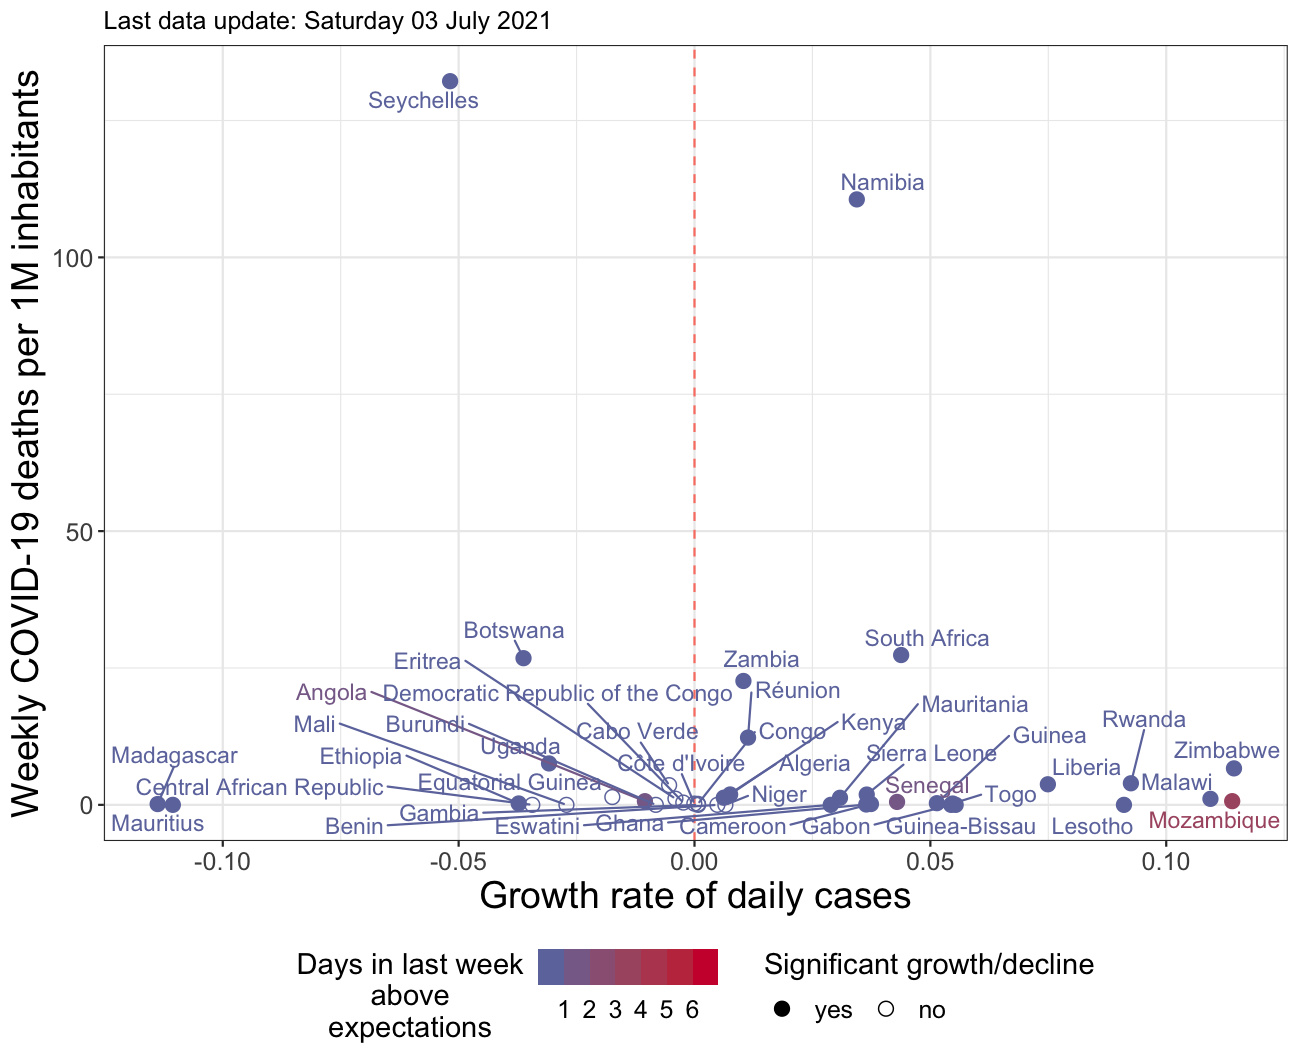 Last data update: Saturday 03 July 2021
Weekly COVID-19 deaths per 1M inhabitants
100
50
0
Seychelles
Namibia
Botswana
South Africa
Eritrea
Zambia
Angola
Democratic Republic of the Congo
Réunion
Mauritania
Mali
Burundi
Cabo Verde
Congo
Kenya
Guinea
Rwanda
Madagascar
Ethiopia
Uganda
Côte d'Ivoire
Algeria
Sierra Leone
Liberia
Zimbabwe
Central African Republic
Equatorial Guinea
Niger
Senegal
Togo
Malawi
Mauritius
Gambia
Benin
Eswatini
Ghana
Cameroon
Gabon
Guinea-Bissau
Lesotho
Mozambique
-0.10
-0.05
0.00
0.05
0.10
Growth rate of daily cases
Days in last week
above
expectations
1 2 3 4 5 6
Significant growth/decline
yes
no